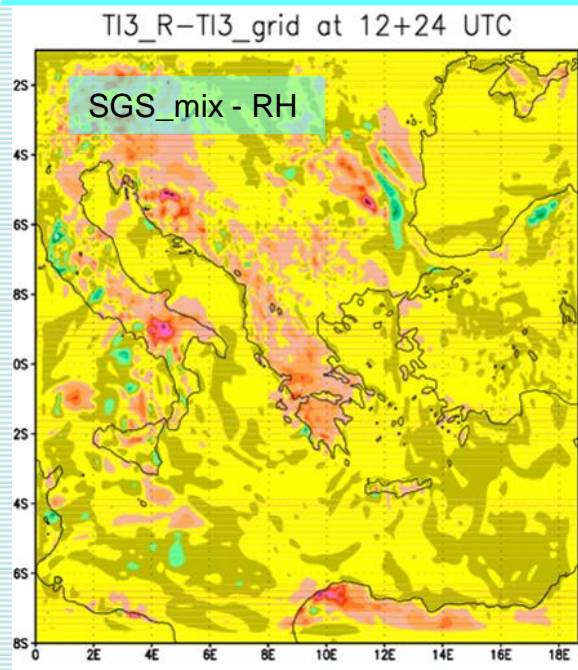 TI3_R-TI3_grid at 12+24 UTC
SGS_mix - RH
2S
4S
6S
8S
0S
2S
4S
6S
8S
0 2E 4E 6E 8E 10E 12E 14E 16E 18E